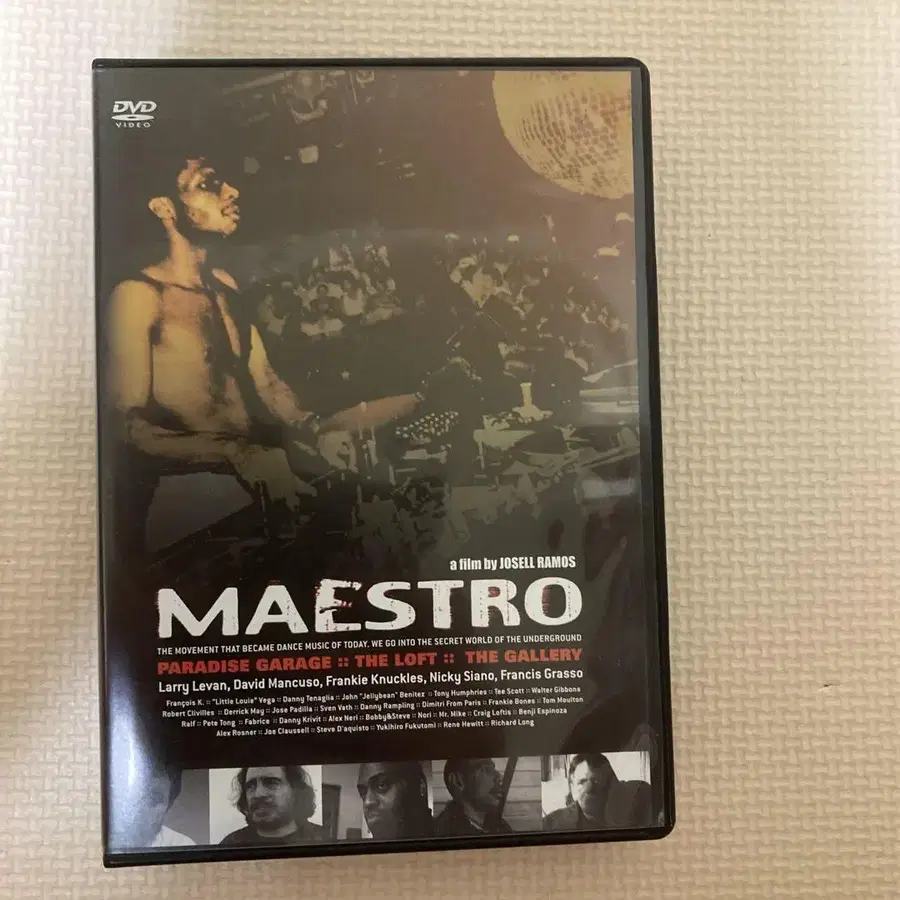 DVD
VIDEO
a film by JOSELL RAMOS
MAESTRO
THE MOVEMENT THAT BECAME DANCE MUSIC OF TODAY. WE GO INTO THE SECRET WORLD OF THE UNDERGROUND
PARADISE GARAGE :: THE LOFT :: THE GALLERY
Larry Levan, David Mancuso, Frankie Knuckles, Nicky Siano, Francis Grasso
François K. :: "Little Louie" Vega :: Danny Tenaglia :: John "Jellybean" Benitez :: Tony Humphries :: Tee Scott :: Walter Gibbons
Robert Clivilles :: Derrick May :: Jose Padilla :: Sven Vath :: Danny Rampling :: Dimitri From Paris :: Frankie Bones :: Tom Moulton
Ralf :: Pete Tong :: Fabrice :: Danny Krivit :: Alex Neri :: Bobby&Steve :: Nori :: Mr. Mike :: Craig Loftis :: Benji Espinoza
Alex Rosner :: Joe Claussell :: Steve D'aquisto :: Yukihiro Fukutomi :: Rene Hewitt :: Richard Long